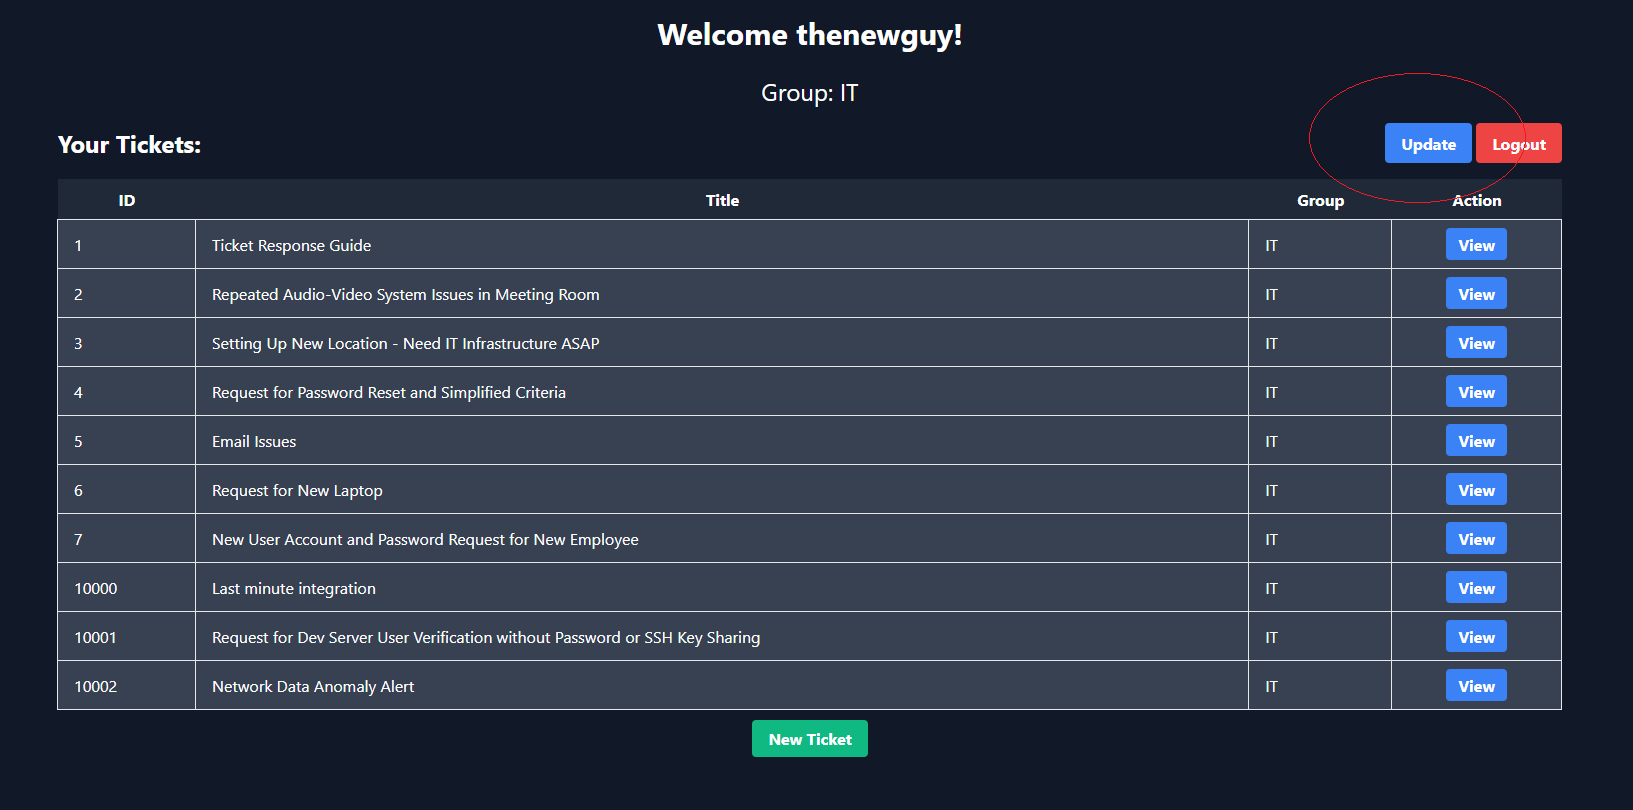 Welcome thenewguy!
Group: IT
Your Tickets:
Update Logout
ID Title Group Action
1 Ticket Response Guide IT View
2 Repeated Audio-Video System Issues in Meeting Room IT View
3 Setting Up New Location - Need IT Infrastructure ASAP IT View
4 Request for Password Reset and Simplified Criteria IT View
5 Email Issues IT View
6 Request for New Laptop IT View
7 New User Account and Password Request for New Employee IT View
10000 Last minute integration IT View
10001 Request for Dev Server User Verification without Password or SSH Key Sharing IT View
10002 Network Data Anomaly Alert IT View
New Ticket